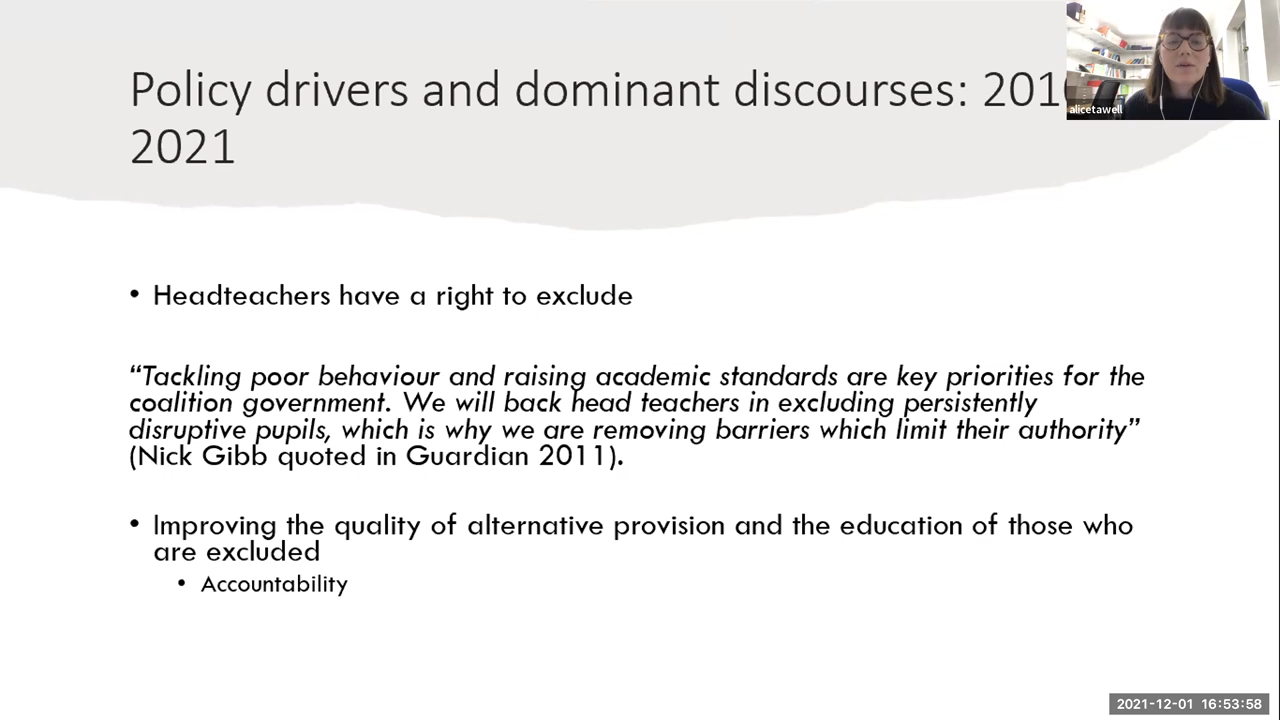 Policy drivers and dominant discourses: 201
2021
alicetawell
• Headteachers have a right to exclude
“Tackling poor behaviour and raising academic standards are key priorities for the
coalition government. We will back head teachers in excluding persistently
disruptive pupils, which is why we are removing barriers which limit their authority”
(Nick Gibb quoted in Guardian 2011).
• Improving the quality of alternative provision and the education of those who
are excluded
• Accountability
2021-12-01 16:53:58